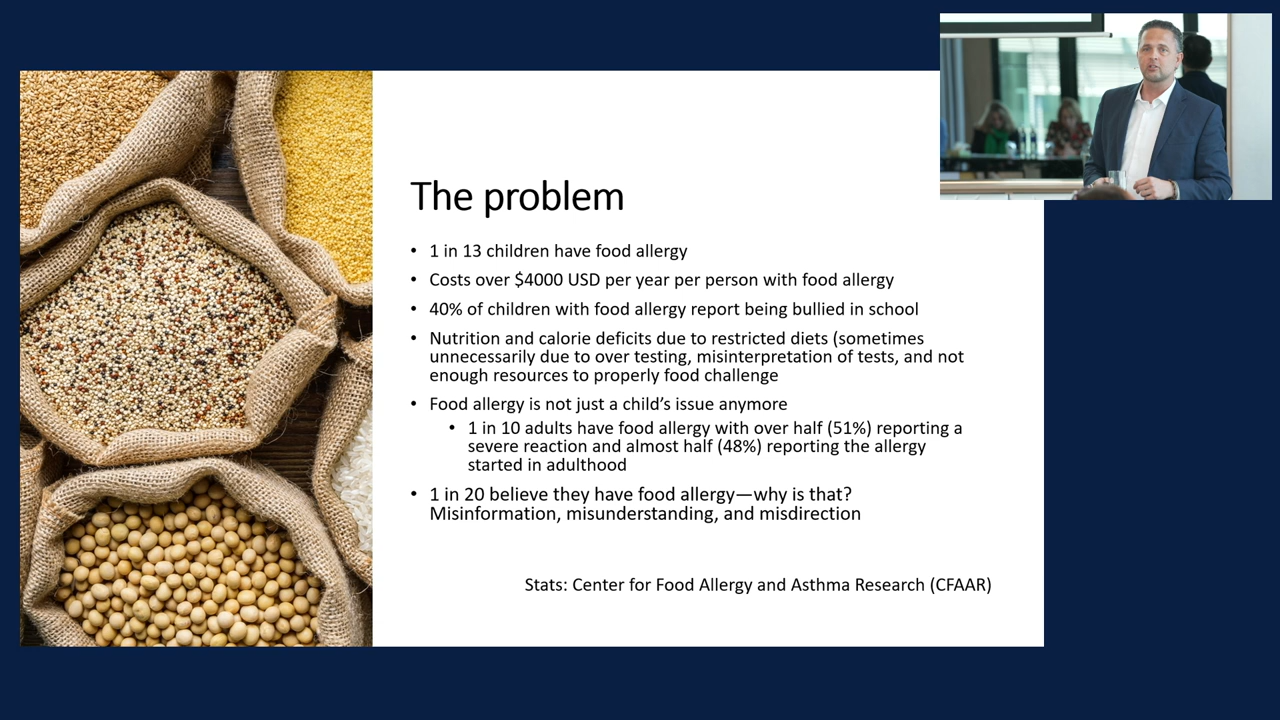 The problem
• 1 in 13 children have food allergy
• Costs over $4000 USD per year per person with food allergy
• 40% of children with food allergy report being bullied in school
• Nutrition and calorie deficits due to restricted diets (sometimes
unnecessarily due to over testing, misinterpretation of tests, and not
enough resources to properly food challenge
• Food allergy is not just a child’s issue anymore
• 1 in 10 adults have food allergy with over half (51%) reporting a
severe reaction and almost half (48%) reporting the allergy
started in adulthood
• 1 in 20 believe they have food allergy—why is that?
Misinformation, misunderstanding, and misdirection
Stats: Center for Food Allergy and Asthma Research (CFAAR)